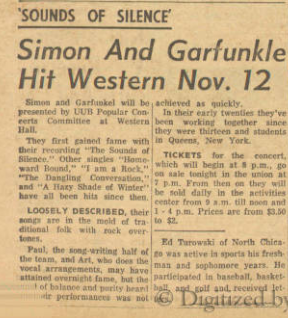 'SOUNDS OF SILENCE'
Simon And Garfunkle
Hit Western Nov. 12
Simon and Garfunkel will be
presented by UUB Popular Con-
certs Committee at Western
Hall.
They first gained fame with
their recording "The Sounds of
Silence." Other singles "Home-
ward Bound," "I am a Rock,"
"The Dangling Conversation,"
and "A Hazy Shade of Winter"
have all been hits since then.
LOOSELY DESCRIBED, their
songs are in the mold of tra-
ditional folk with rock over-
tones.
Paul, the song-writing half of
the team, and Art, who does the
vocal arrangements, may have
attained overnight fame, but the
of balance and purity heard
performances was not
achieved as quickly.
In their early twenties they've
been working together since
they were thirteen and students
in Queens, New York.
TICKETS for the concert,
which will begin at 8 p.m., go
on sale tonight in the union at
7 p.m. From then on they will
be sold daily in the activities
center from 9 a.m. till noon and
1 - 4 p.m. Prices are from $3.50
to $2.
Ed Turowski of North Chica-
go was active in sports his fresh-
man and sophomore years. He
participated in baseball, basket-
ball, and golf and received let-
© Digitized by